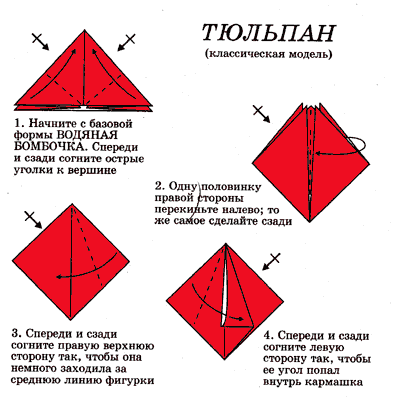 ТЮЛЬПАН
(классическая модель)
1. Начните с базовой
формы ВОДЯНАЯ
БОМБОЧКА. Спереди
и сзади согните острые
уголки к вершине
2. Одну половинку
правой стороны
перекиньте налево; то
же самое сделайте сзади
3. Спереди и сзади
согните правую верхнюю
сторону так, чтобы она
немного заходила за
среднюю линию фигурки
4. Спереди и сзади
согните левую
сторону так, чтобы
ее угол попал
внутрь кармашка